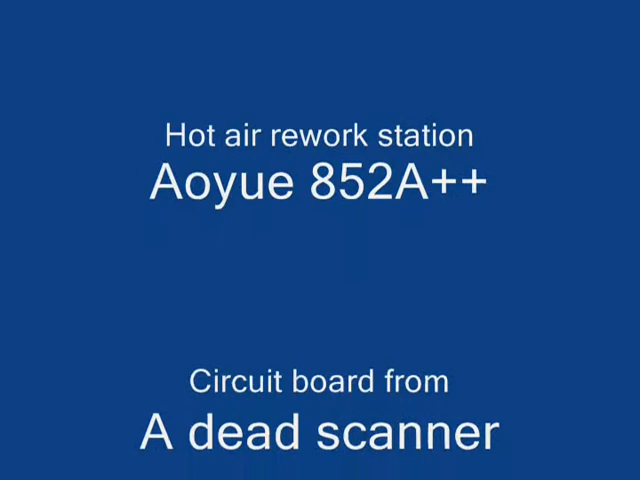 Hot air rework station
Aoyue 852A++
Circuit board from
A dead scanner